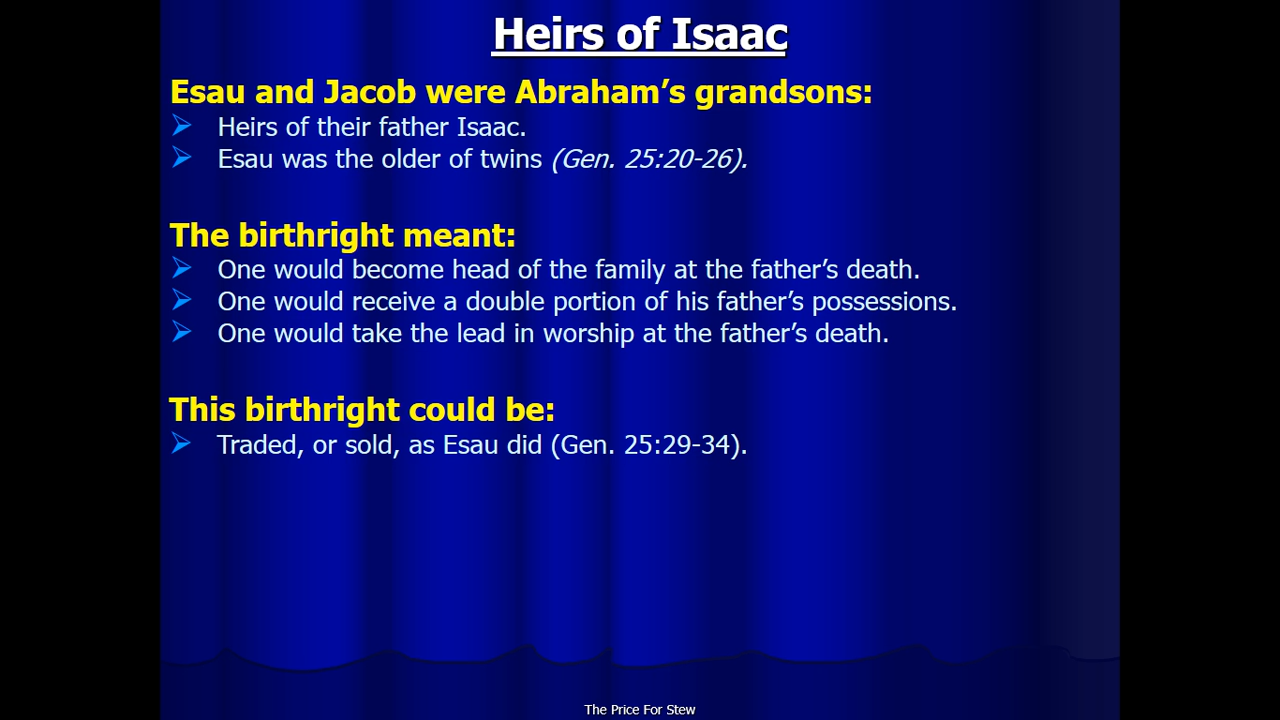 Heirs of Isaac
Esau and Jacob were Abraham’s grandsons:
➢ Heirs of their father Isaac.
➢ Esau was the older of twins (Gen. 25:20-26).
The birthright meant:
➢ One would become head of the family at the father’s death.
➢ One would receive a double portion of his father’s possessions.
➢ One would take the lead in worship at the father’s death.
This birthright could be:
➢ Traded, or sold, as Esau did (Gen. 25:29-34).
The Price For Stew